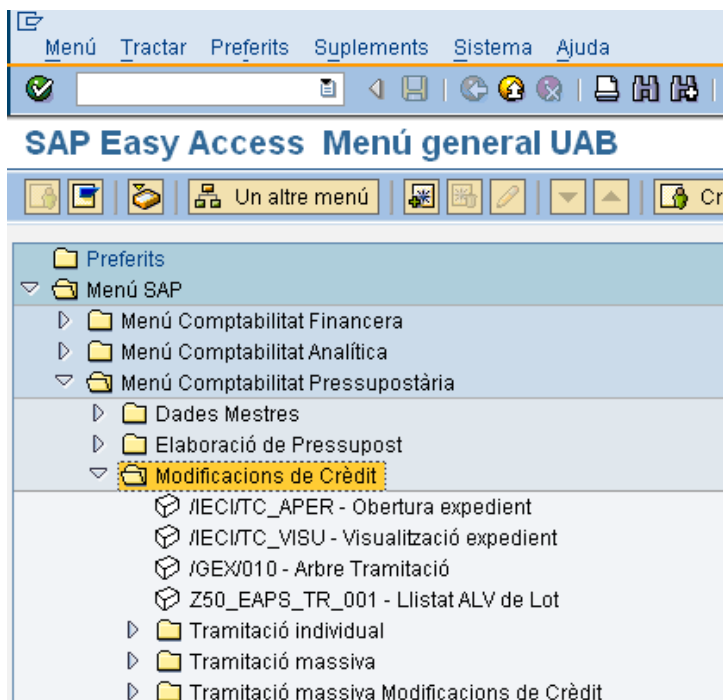 Menú Tractar Preferits Suplements Sistema Ajuda
SAP Easy Access Menú general UAB
Un altre menú Cr
Preferits
Menú SAP
Menú Comptabilitat Financera
Menú Comptabilitat Analítica
Menú Comptabilitat Pressupostària
Dades Mestres
Elaboració de Pressupost
Modificacions de Crèdit
/IECI/TC_APER - Obertura expedient
/IECI/TC_VISU - Visualització expedient
/GEX/010 - Arbre Tramitació
Z50_EAPS_TR_001 - Llistat ALV de Lot
Tramitació individual
Tramitació massiva
Tramitació massiva Modificacions de Crèdit